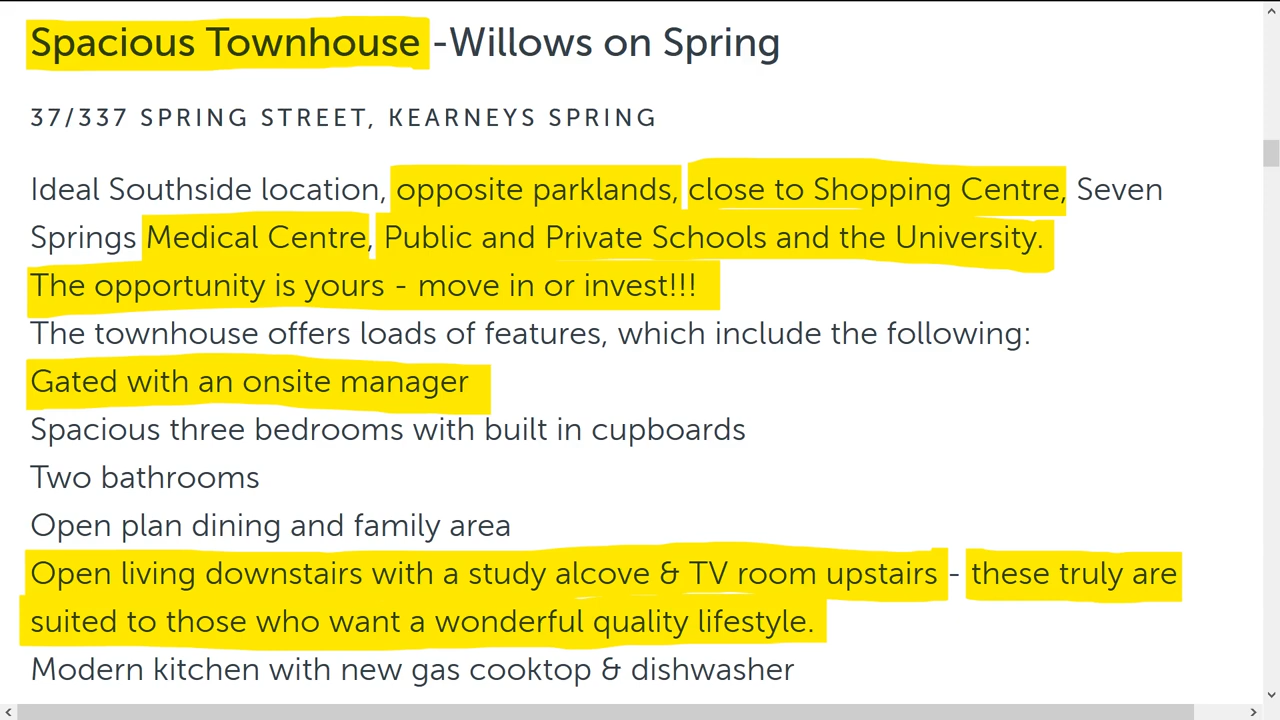 Spacious Townhouse -Willows on Spring
37/337 SPRING STREET, KEARNEYS SPRING
Ideal Southside location, opposite parklands, close to Shopping Centre, Seven
Springs Medical Centre, Public and Private Schools and the University.
The opportunity is yours - move in or invest!!!
The townhouse offers loads of features, which include the following:
Gated with an onsite manager
Spacious three bedrooms with built in cupboards
Two bathrooms
Open plan dining and family area
Open living downstairs with a study alcove & TV room upstairs - these truly are
suited to those who want a wonderful quality lifestyle.
Modern kitchen with new gas cooktop & dishwasher